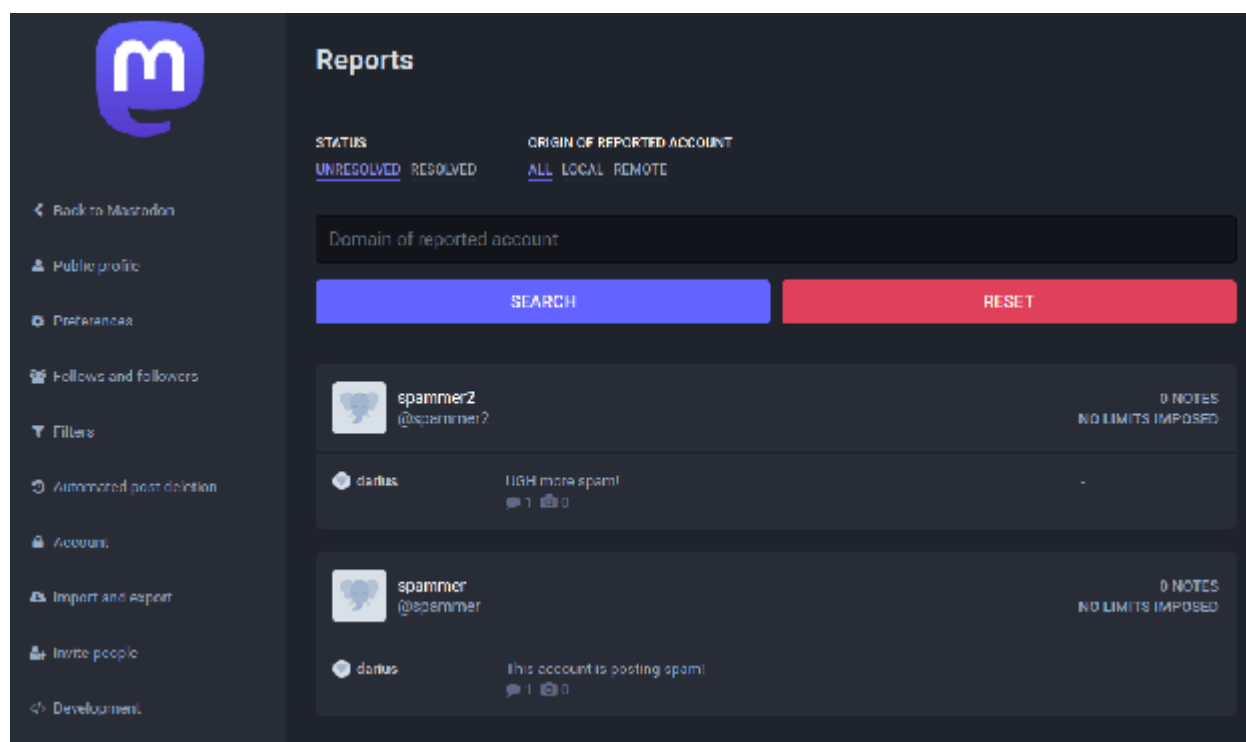 m
Back to Mastodon
Public profile
Preferences
Follows and followers
Filters
Automated post deletion
Account
Import and export
Invite people
Development
Reports
STATUS
UNRESOLVED RESOLVED
ORIGIN OF REPORTED ACCOUNT
ALL LOCAL REMOTE
Domain of reported account
SEARCH
RESET
spammer2
@spammer2
0 NOTES
NO LIMITS IMPOSED
darius
UGH more spam!
1 0
-
spammer
@spammer
0 NOTES
NO LIMITS IMPOSED
darius
This account is posting spam!
1 0